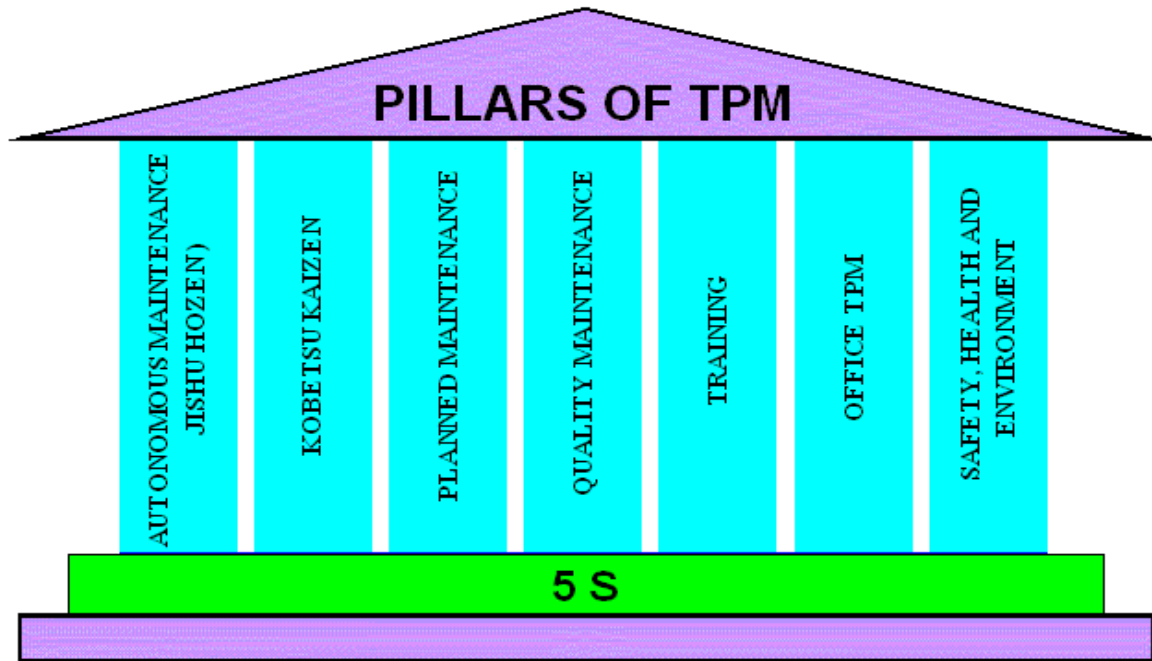 PILLARS OF TPM
AUTONOMOUS MAINTENANCE
JISHU HOZEN )
KOBETSU KAIZEN
PLANNED MAINTENANCE
QUALITY MAINTENANCE
TRAINING
OFFICE TPM
SAFETY, HEALTH AND
ENVIRONMENT
5 S